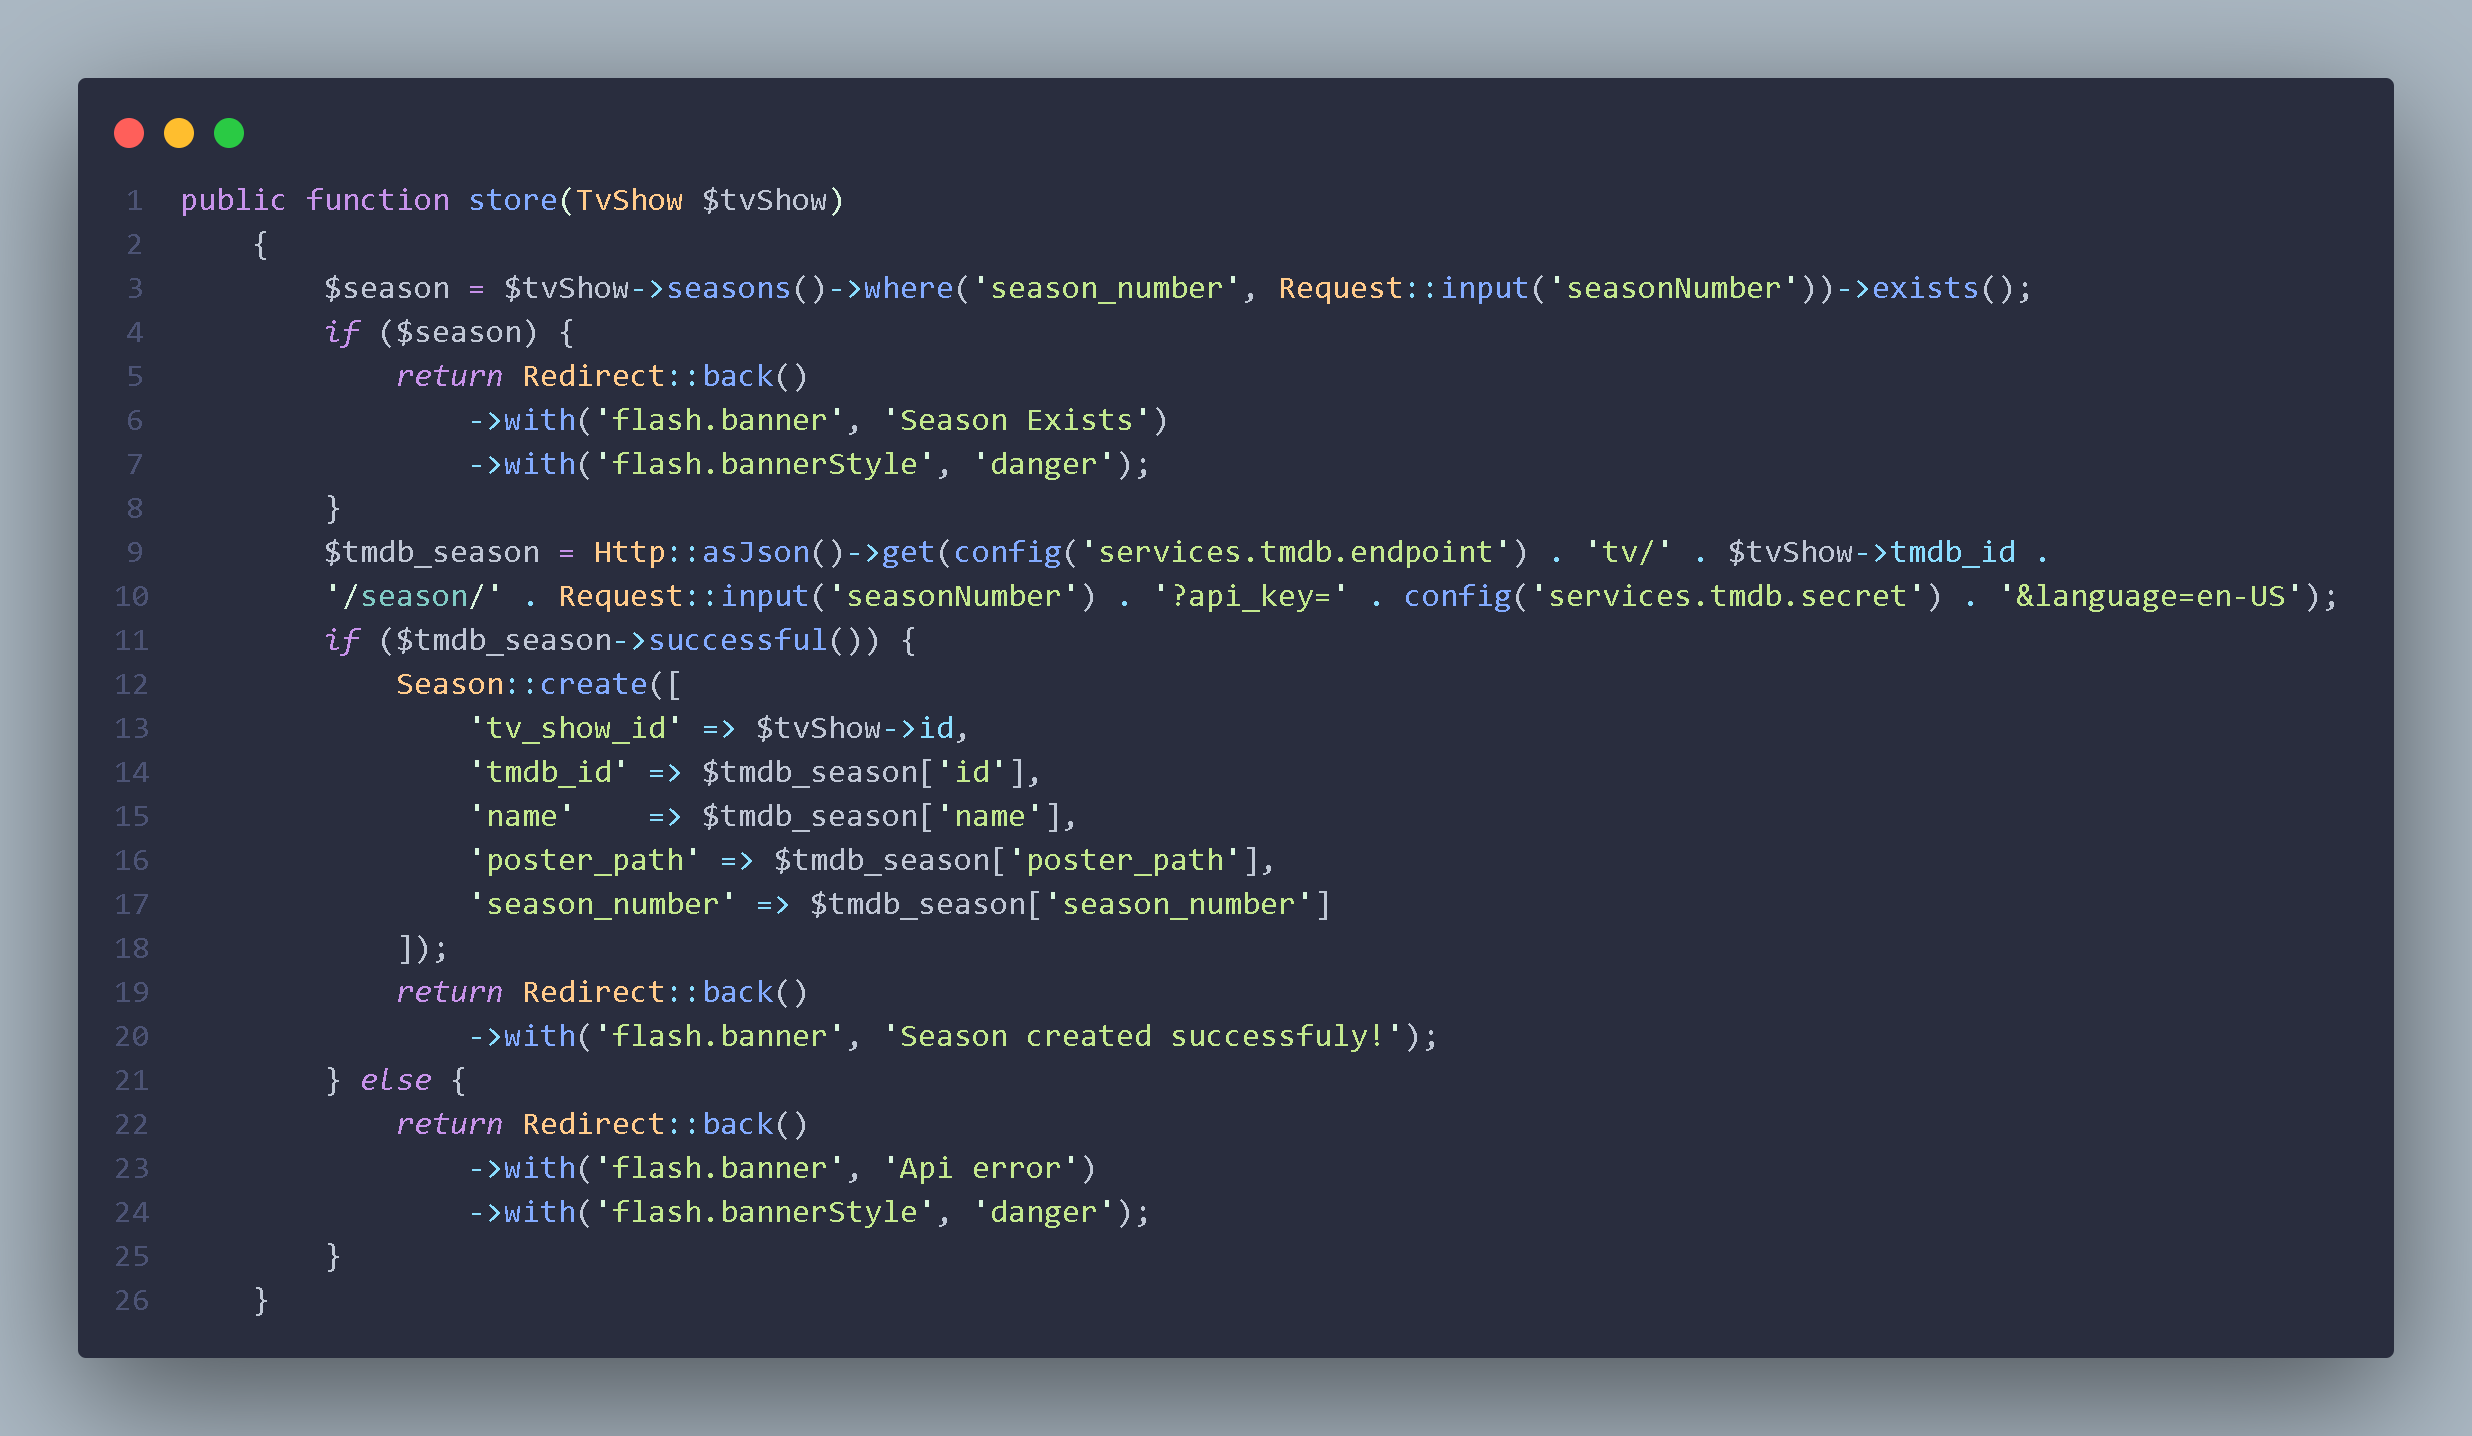 1 public function store(TvShow $tvShow)
2     {
3         $season = $tvShow->seasons()->where('season_number', Request::input('seasonNumber'))->exists();
4         if ($season) {
5             return Redirect::back()
6                 ->with('flash.banner', 'Season Exists')
7                 ->with('flash.bannerStyle', 'danger');
8         }
9         $tmdb_season = Http::asJson()->get(config('services.tmdb.endpoint') . 'tv/' . $tvShow->tmdb_id .
10         '/season/' . Request::input('seasonNumber') . '?api_key=' . config('services.tmdb.secret') . '&language=en-US');
11         if ($tmdb_season->successful()) {
12             Season::create([
13                 'tv_show_id' => $tvShow->id,
14                 'tmdb_id' => $tmdb_season['id'],
15                 'name'    => $tmdb_season['name'],
16                 'poster_path' => $tmdb_season['poster_path'],
17                 'season_number' => $tmdb_season['season_number']
18             ]);
19             return Redirect::back()
20                 ->with('flash.banner', 'Season created successfuly!');
21         } else {
22             return Redirect::back()
23                 ->with('flash.banner', 'Api error')
24                 ->with('flash.bannerStyle', 'danger');
25         }
26     }